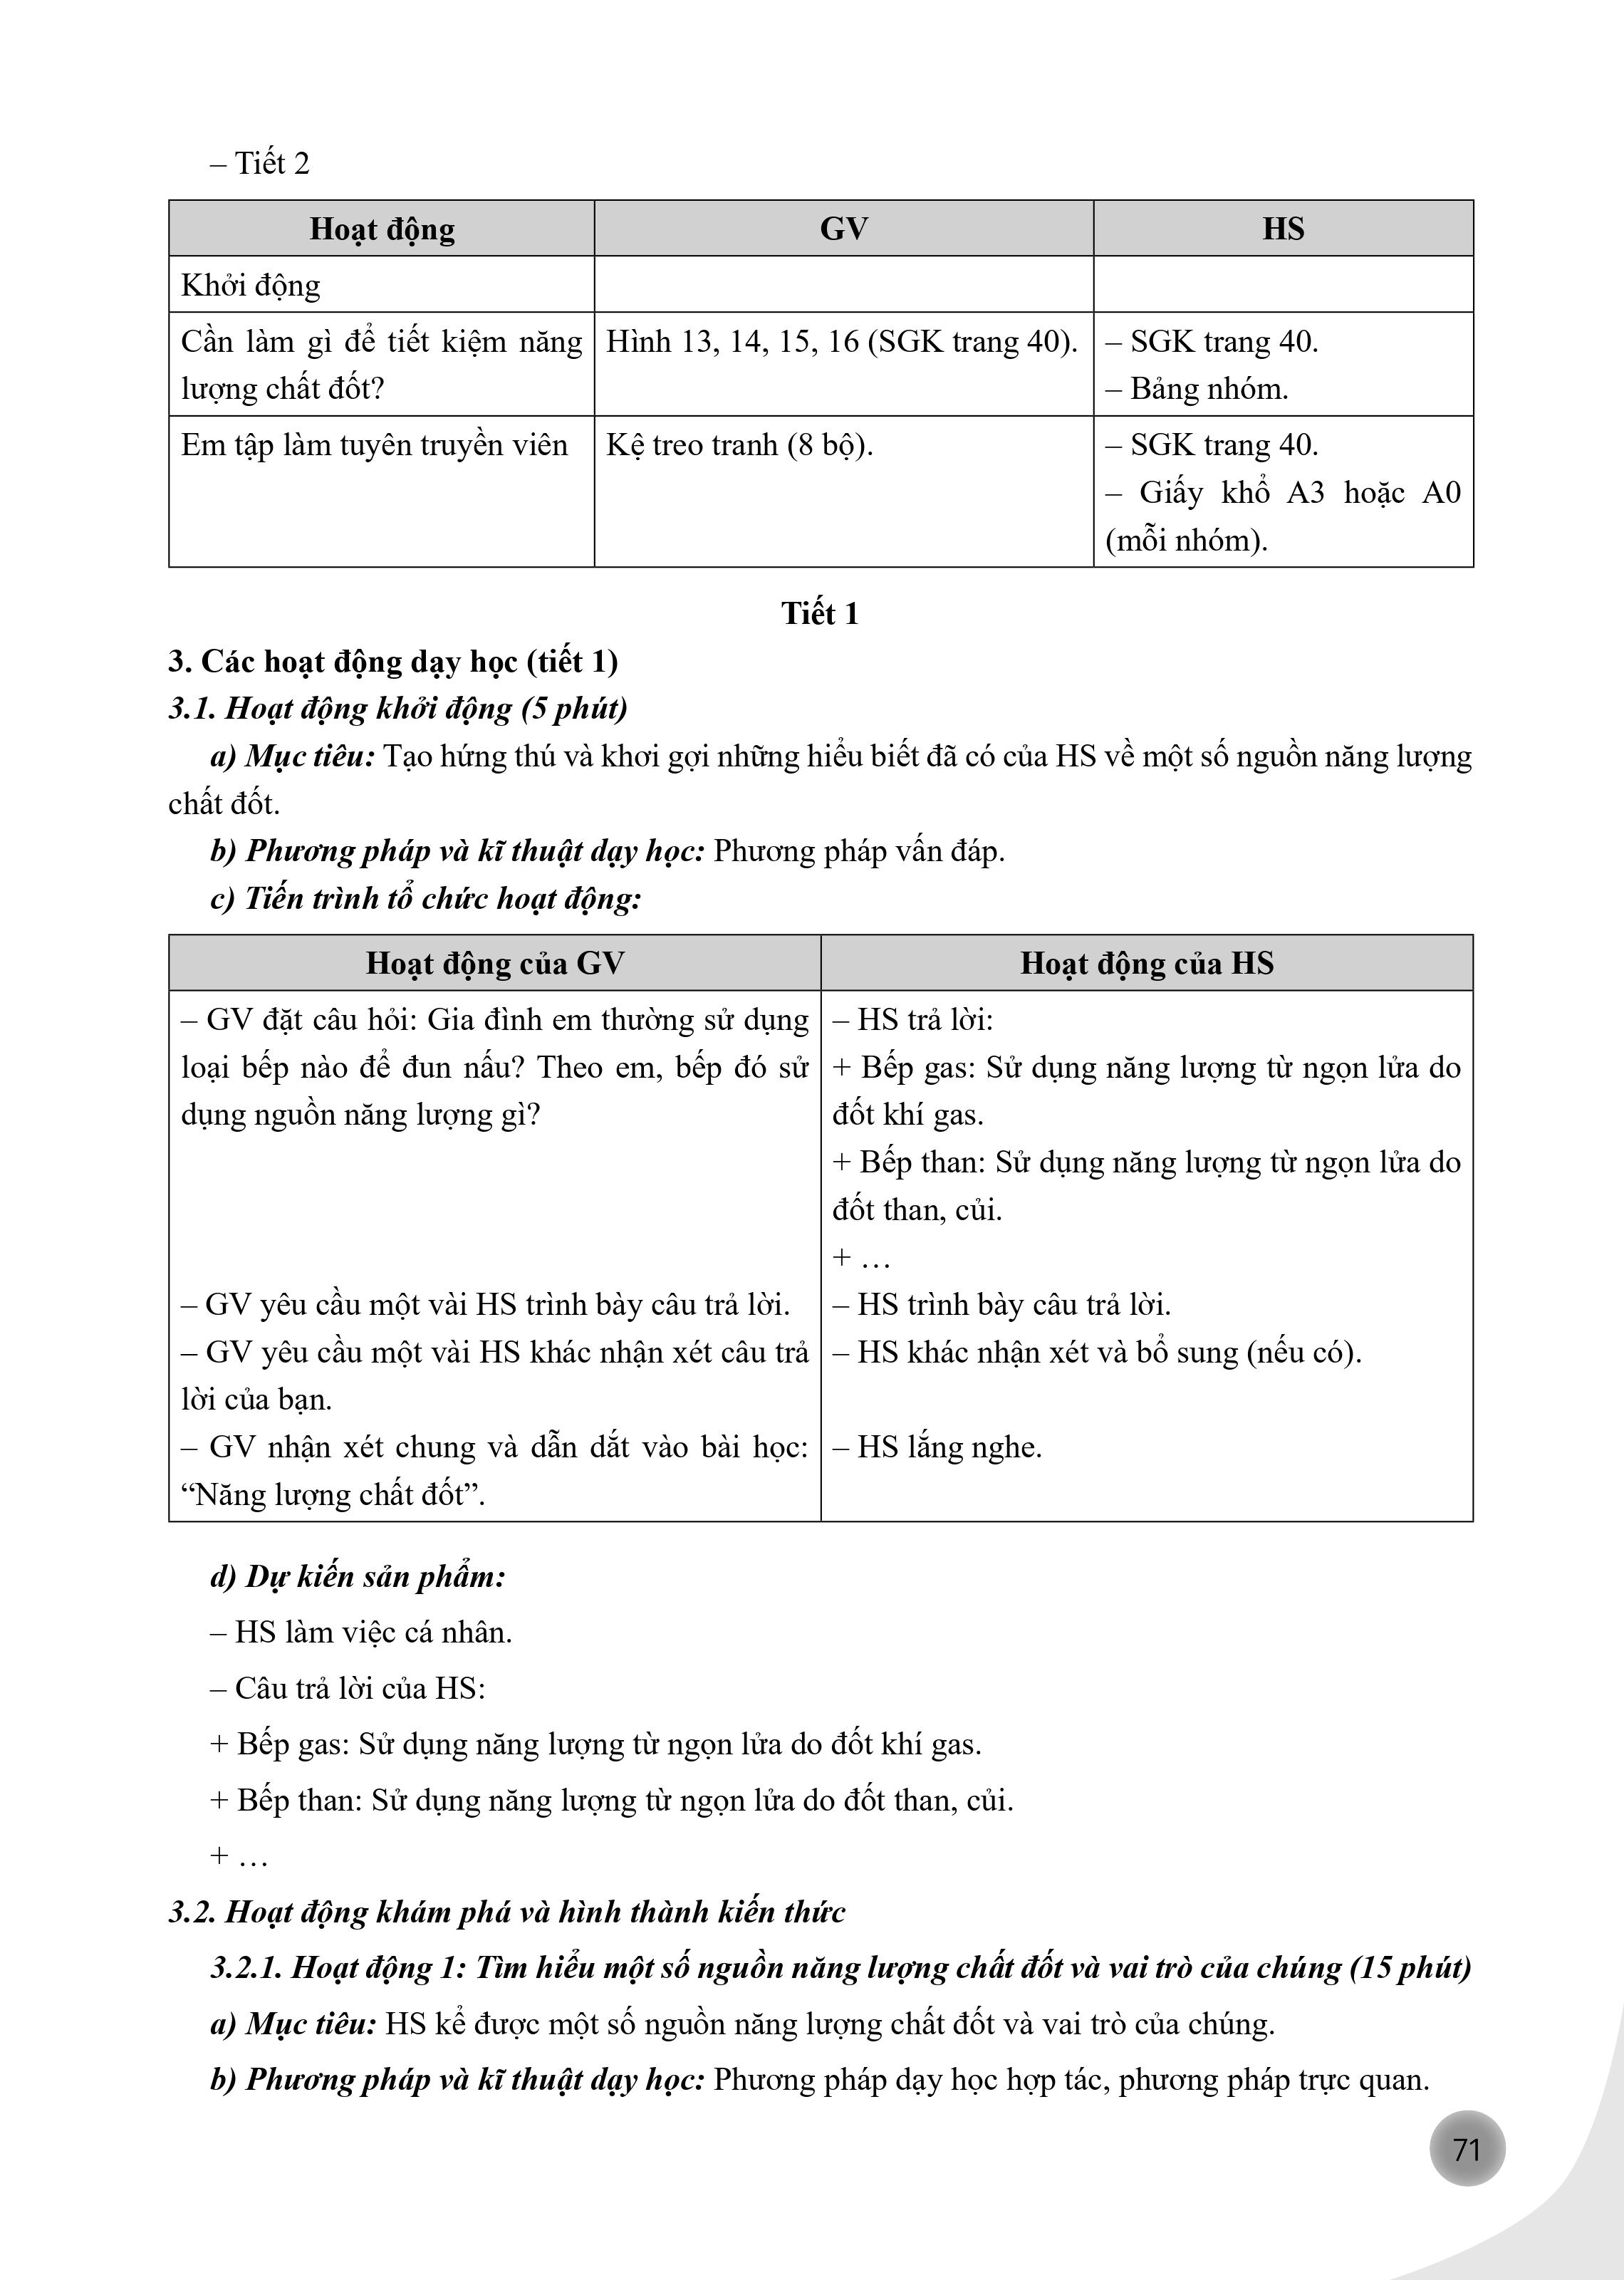 – Tiết 2
Hoạt động
GV
HS
Khởi động
Cần làm gì để tiết kiệm năng
lượng chất đốt?
Hình 13, 14, 15, 16 (SGK trang 40).
– SGK trang 40.
– Bảng nhóm.
Em tập làm tuyên truyền viên
Kệ treo tranh (8 bộ).
– SGK trang 40.
– Giấy khổ A3 hoặc A0
(mỗi nhóm).
Tiết 1
3. Các hoạt động dạy học (tiết 1)
3.1. Hoạt động khởi động (5 phút)
a) Mục tiêu: Tạo hứng thú và khơi gợi những hiểu biết đã có của HS về một số nguồn năng lượng
chất đốt.
b) Phương pháp và kĩ thuật dạy học: Phương pháp vấn đáp.
c) Tiến trình tổ chức hoạt động:
Hoạt động của GV
Hoạt động của HS
– GV đặt câu hỏi: Gia đình em thường sử dụng
loại bếp nào để đun nấu? Theo em, bếp đó sử
dụng nguồn năng lượng gì?
– HS trả lời:
+ Bếp gas: Sử dụng năng lượng từ ngọn lửa do
đốt khí gas.
+ Bếp than: Sử dụng năng lượng từ ngọn lửa do
đốt than, củi.
+ …
– GV yêu cầu một vài HS trình bày câu trả lời.
– HS trình bày câu trả lời.
– GV yêu cầu một vài HS khác nhận xét câu trả
lời của bạn.
– HS khác nhận xét và bổ sung (nếu có).
– GV nhận xét chung và dẫn dắt vào bài học:
“Năng lượng chất đốt”.
– HS lắng nghe.
d) Dự kiến sản phẩm:
– HS làm việc cá nhân.
– Câu trả lời của HS:
+ Bếp gas: Sử dụng năng lượng từ ngọn lửa do đốt khí gas.
+ Bếp than: Sử dụng năng lượng từ ngọn lửa do đốt than, củi.
+ …
3.2. Hoạt động khám phá và hình thành kiến thức
3.2.1. Hoạt động 1: Tìm hiểu một số nguồn năng lượng chất đốt và vai trò của chúng (15 phút)
a) Mục tiêu: HS kể được một số nguồn năng lượng chất đốt và vai trò của chúng.
b) Phương pháp và kĩ thuật dạy học: Phương pháp dạy học hợp tác, phương pháp trực quan.
71